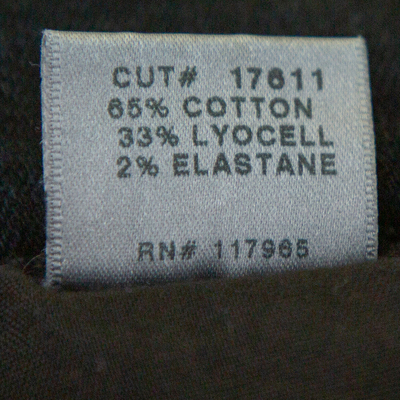 CUT# 17611
65% COTTON
33% LYOCELL
2% ELASTANE
RN# 117965